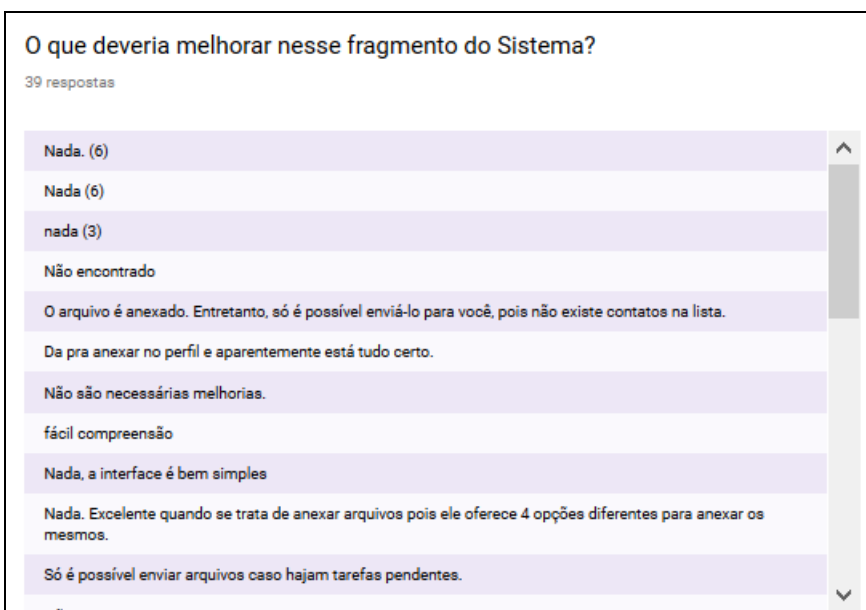 O que deveria melhorar nesse fragmento do Sistema?
39 respostas
Nada. (6)
Nada (6)
nada (3)
Não encontrado
O arquivo é anexado. Entretanto, só é possível enviá-lo para você, pois não existe contatos na lista.
Da pra anexar no perfil e aparentemente está tudo certo.
Não são necessárias melhorias.
fácil compreensão
Nada, a interface é bem simples
Nada. Excelente quando se trata de anexar arquivos pois ele oferece 4 opções diferentes para anexar os
mesmos.
Só é possível enviar arquivos caso hajam tarefas pendentes.